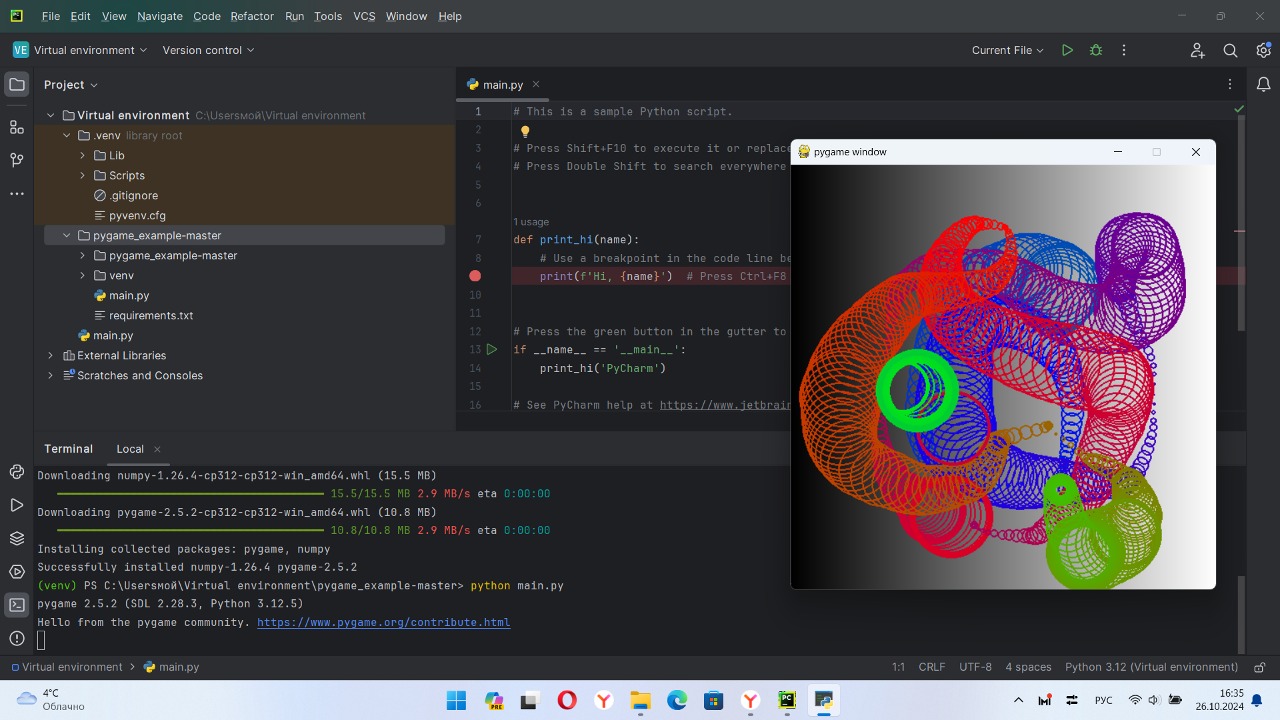 File Edit View Navigate Code Refactor Run Tools VCS Window Help
VE Virtual environment Version control Current File
Project
main.py
Virtual environment C:\Usersмой\Virtual environment
.venv library root
Lib
Scripts
.gitignore
pyvenv.cfg
pygame_example-master
pygame_example-master
venv
main.py
requirements.txt
main.py
External Libraries
Scratches and Consoles
1 # This is a sample Python script.
2
3 # Press Shift+F10 to execute it or replac
4 # Press Double Shift to search everywhere
5
6
1 usage
7 def print_hi(name):
8 # Use a breakpoint in the code line be
print(f'Hi, {name}') # Press Ctrl+F8
10
11
12 # Press the green button in the gutter to
13 if __name__ == '__main__':
14 print_hi('PyCharm')
15
16 # See PyCharm help at https://www.jetbrain
pygame window
Terminal Local
Downloading numpy-1.26.4-cp312-cp312-win_amd64.whl (15.5 MB)
15.5/15.5 MB 2.9 MB/s eta 0:00:00
Downloading pygame-2.5.2-cp312-cp312-win_amd64.whl (10.8 MB)
10.8/10.8 MB 2.9 MB/s eta 0:00:00
Installing collected packages: pygame, numpy
Successfully installed numpy-1.26.4 pygame-2.5.2
(venv) PS C:\Usersмой\Virtual environment\pygame_example-master> python main.py
pygame 2.5.2 (SDL 2.28.3, Python 3.12.5)
Hello from the pygame community. https://www.pygame.org/contribute.html
Virtual environment > main.py 1:1 CRLF UTF-8 4 spaces Python 3.12 (Virtual environment)
4°C
Облачно
PRE
PC
РУС
16:35
26.10.2024